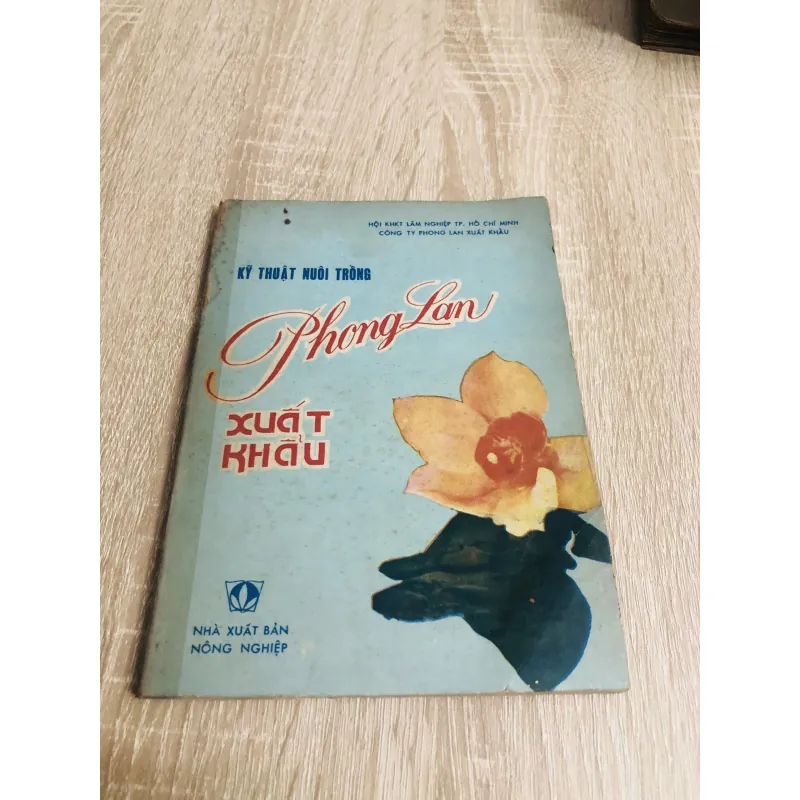 HỘI KHKT LÂM NGHIỆP TP. HỒ CHÍ MINH
CÔNG TY PHONG LAN XUẤT KHẨU
KỸ THUẬT NUÔI TRỒNG
Phong Lan
XUẤT
KHẨU
NHÀ XUẤT BẢN
NÔNG NGHIỆP